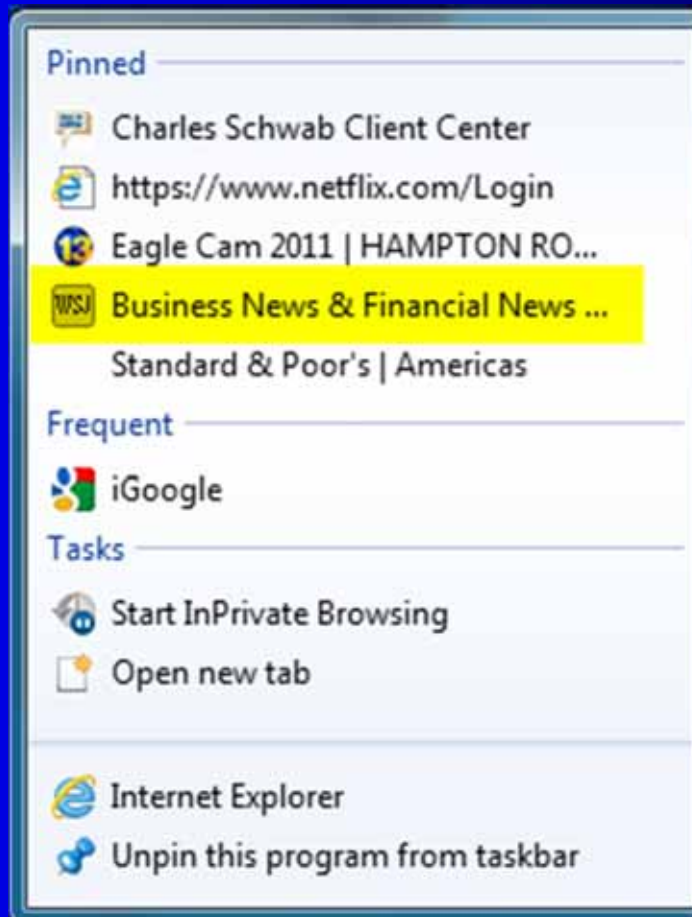 Pinned
Charles Schwab Client Center
https://www.netflix.com/Login
13 Eagle Cam 2011 | HAMPTON RO...
WSJ Business News & Financial News ...
Standard & Poor's | Americas
Frequent
iGoogle
Tasks
Start InPrivate Browsing
Open new tab
Internet Explorer
Unpin this program from taskbar